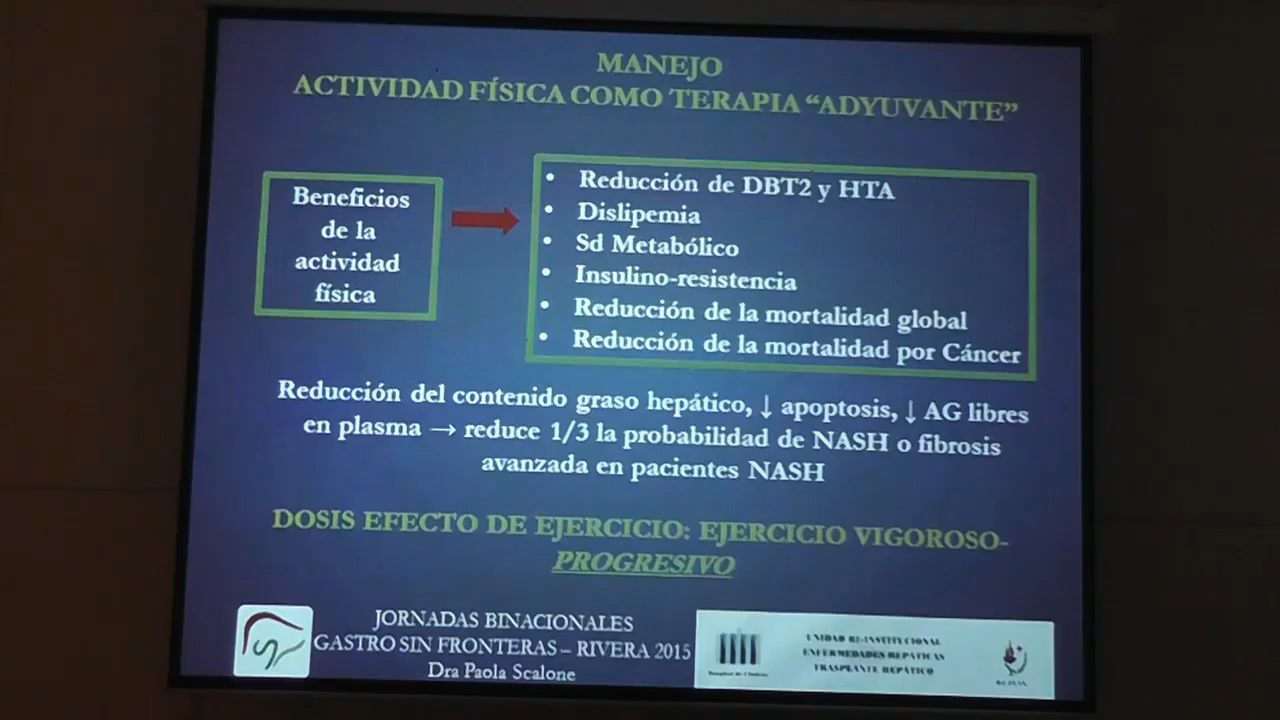 MANEJO
ACTIVIDAD FÍSICA COMO TERAPIA “ADYUVANTE”
Beneficios
de la
actividad
física
• Reducción de DBT2 y HTA
• Dislipemia
• Sd Metabólico
• Insulino-resistencia
• Reducción de la mortalidad global
• Reducción de la mortalidad por Cáncer
Reducción del contenido graso hepático, ↓ apoptosis, ↓ AG libres
en plasma → reduce 1/3 la probabilidad de NASH o fibrosis
avanzada en pacientes NASH
DOSIS EFECTO DE EJERCICIO: EJERCICIO VIGOROSO-
PROGRESIVO
JORNADAS BINACIONALES
GASTRO SIN FRONTERAS – RIVERA 2015
Dra Paola Scalone
UNIDAD BI-INSTITUCIONAL
ENFERMEDADES HEPÁTICAS
TRASPLANTE HEPÁTICO